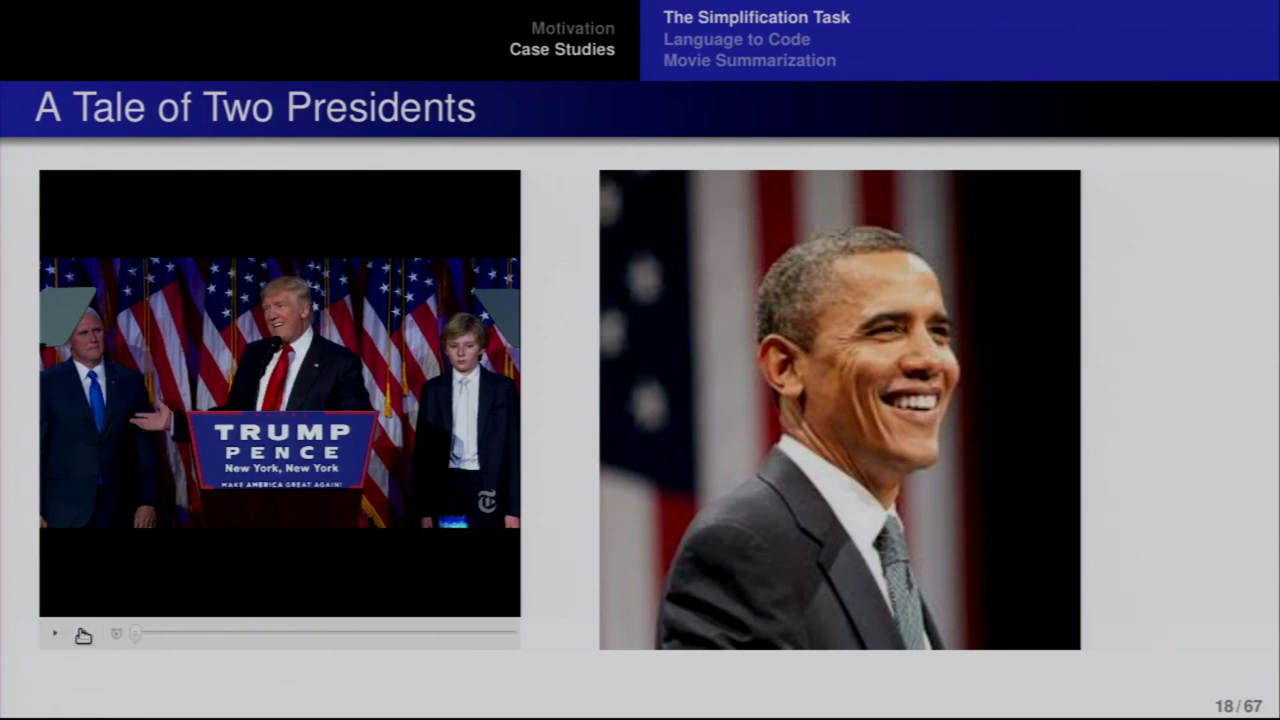 Motivation
Case Studies
The Simplification Task
Language to Code
Movie Summarization
A Tale of Two Presidents
TRUMP
PENCE
New York, New York
MAKE AMERICA GREAT AGAIN!
18/67